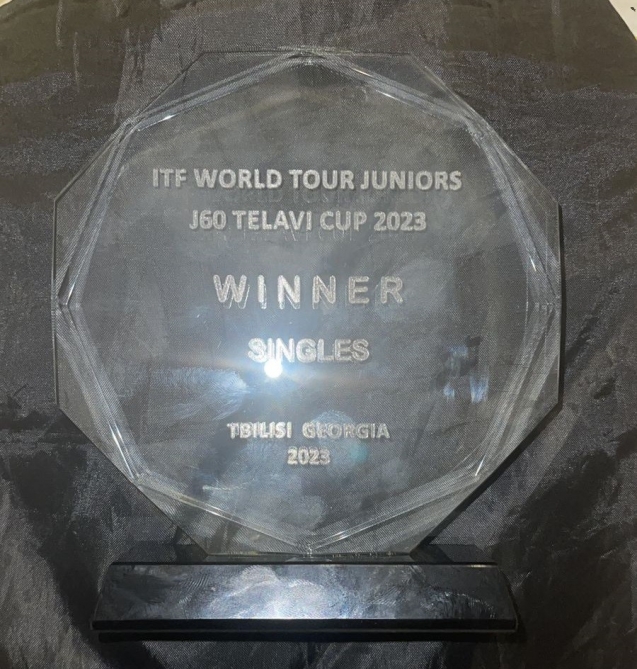 ITF WORLD TOUR JUNIORS
J60 TELAVI CUP 2023
WINNER
SINGLES
TBILISI GEORGIA
2023